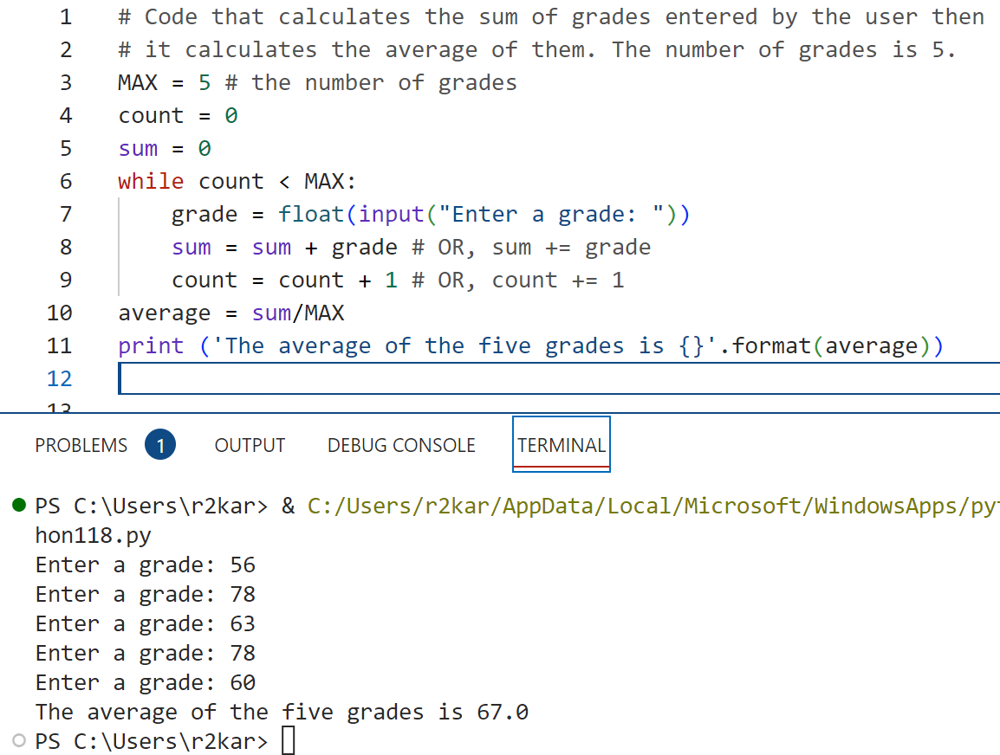 1 # Code that calculates the sum of grades entered by the user then
2 # it calculates the average of them. The number of grades is 5.
3 MAX = 5 # the number of grades
4 count = 0
5 sum = 0
6 while count < MAX:
7     grade = float(input("Enter a grade: "))
8     sum = sum + grade # OR, sum += grade
9     count = count + 1 # OR, count += 1
10 average = sum/MAX
11 print ('The average of the five grades is {}'.format(average))
12
13
PROBLEMS 1 OUTPUT DEBUG CONSOLE TERMINAL
PS C:\Users\r2kar> & C:/Users/r2kar/AppData/Local/Microsoft/WindowsApps/pyt
hon118.py
Enter a grade: 56
Enter a grade: 78
Enter a grade: 63
Enter a grade: 78
Enter a grade: 60
The average of the five grades is 67.0
PS C:\Users\r2kar>